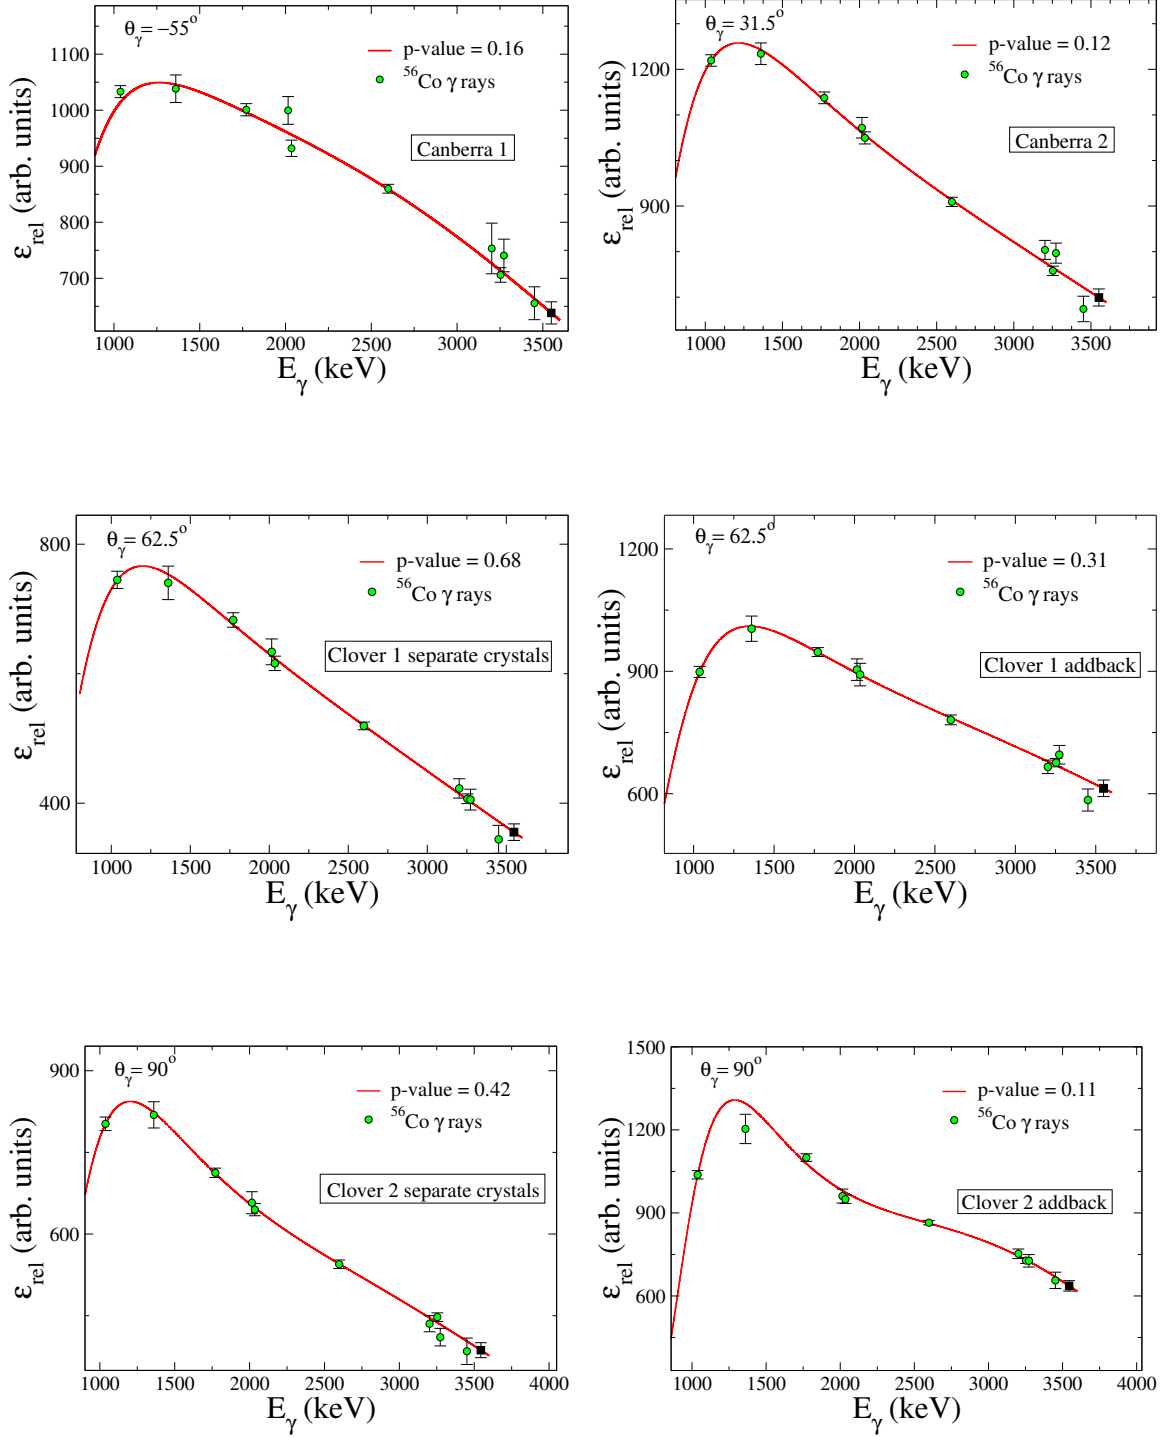 θγ = −55°
p-value = 0.16
56Co γ rays
Canberra 1
εrel (arb. units)
1100
1000
900
800
700
1000 1500 2000 2500 3000 3500
Eγ (keV)
θγ = 31.5°
p-value = 0.12
56Co γ rays
Canberra 2
εrel (arb. units)
1200
900
1000 1500 2000 2500 3000 3500
Eγ (keV)
θγ = 62.5°
p-value = 0.68
56Co γ rays
Clover 1 separate crystals
εrel (arb. units)
800
400
1000 1500 2000 2500 3000 3500
Eγ (keV)
θγ = 62.5°
p-value = 0.31
56Co γ rays
Clover 1 addback
εrel (arb. units)
1200
900
600
1000 1500 2000 2500 3000 3500
Eγ (keV)
θγ = 90°
p-value = 0.42
56Co γ rays
Clover 2 separate crystals
εrel (arb. units)
900
600
1000 1500 2000 2500 3000 3500 4000
Eγ (keV)
θγ = 90°
p-value = 0.11
56Co γ rays
Clover 2 addback
εrel (arb. units)
1500
1200
900
600
1000 1500 2000 2500 3000 3500 4000
Eγ (keV)